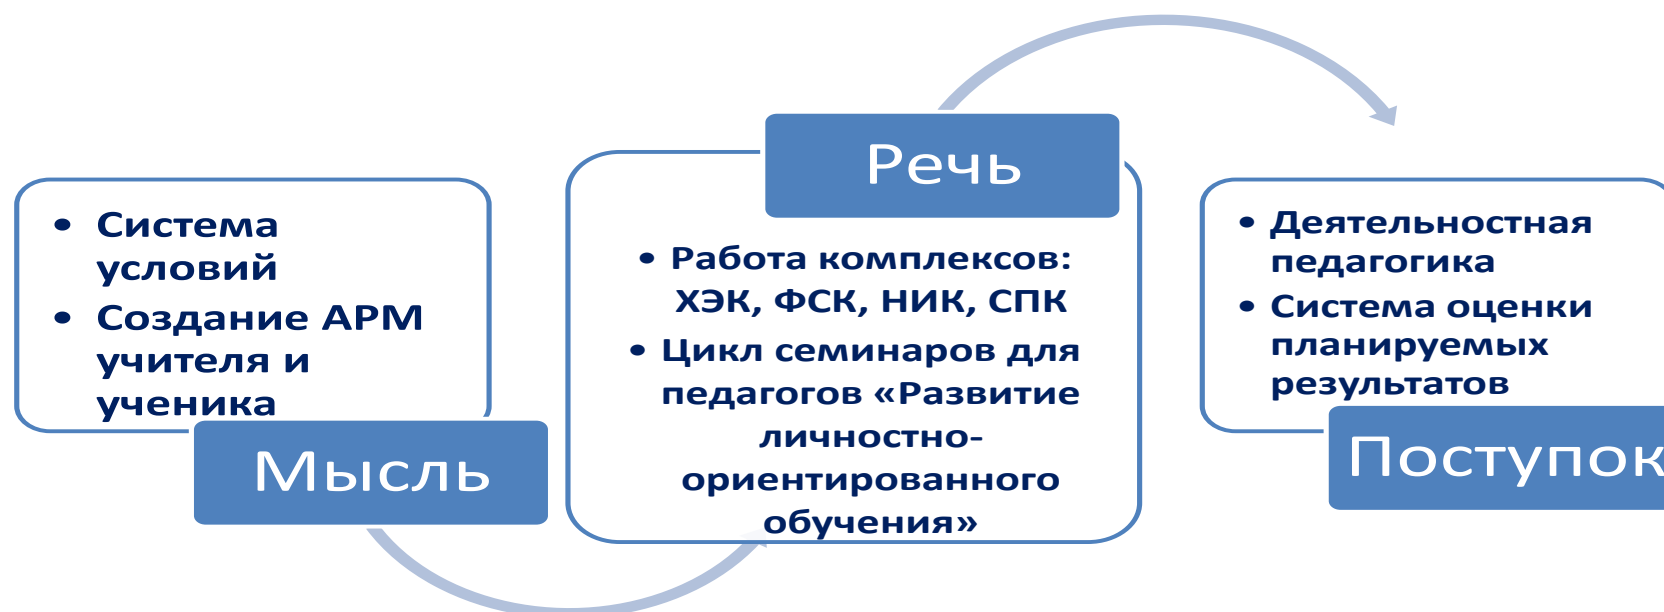 • Система
условий
• Создание АРМ
учителя и
ученика
Мысль
Речь
• Работа комплексов:
ХЭК, ФСК, НИК, СПК
• Цикл семинаров для
педагогов «Развитие
личностно-
ориентированного
обучения»
• Деятельностная
педагогика
• Система оценки
планируемых
результатов
Поступок